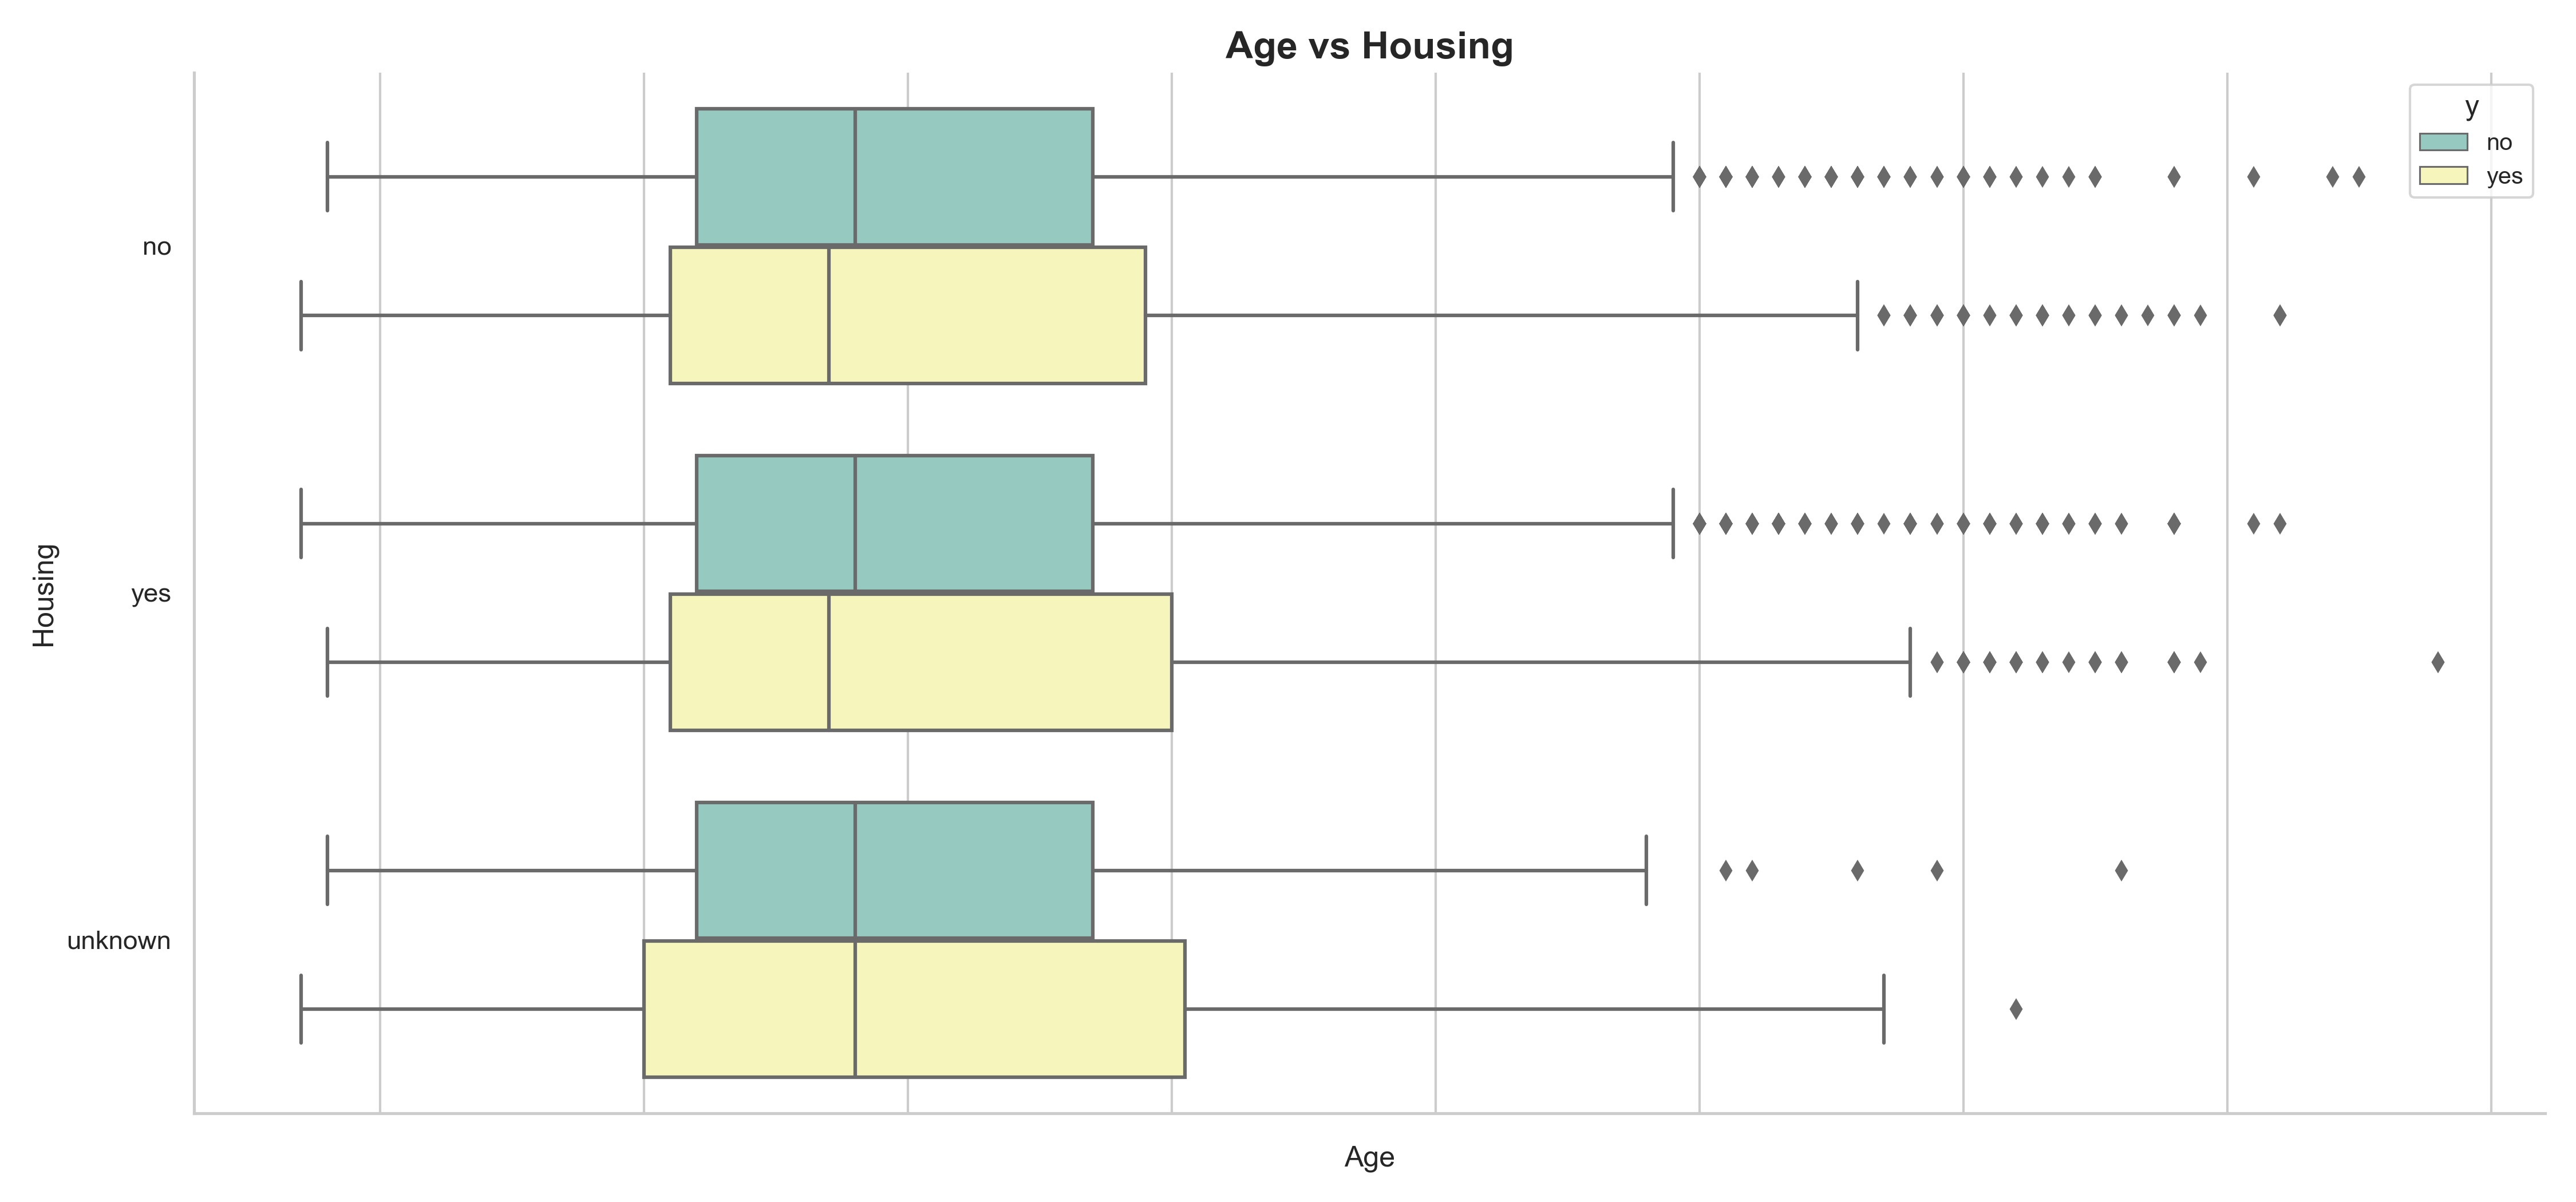 Age vs Housing
y
no
yes
no
yes
unknown
Housing
Age